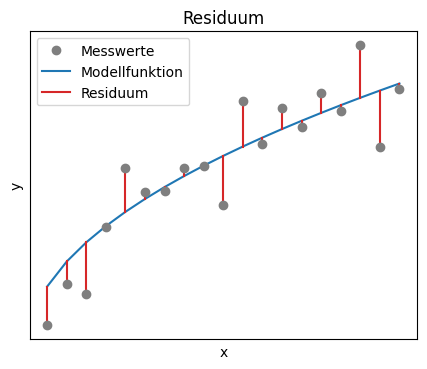 Residuum
Messwerte
Modellfunktion
Residuum
y
x